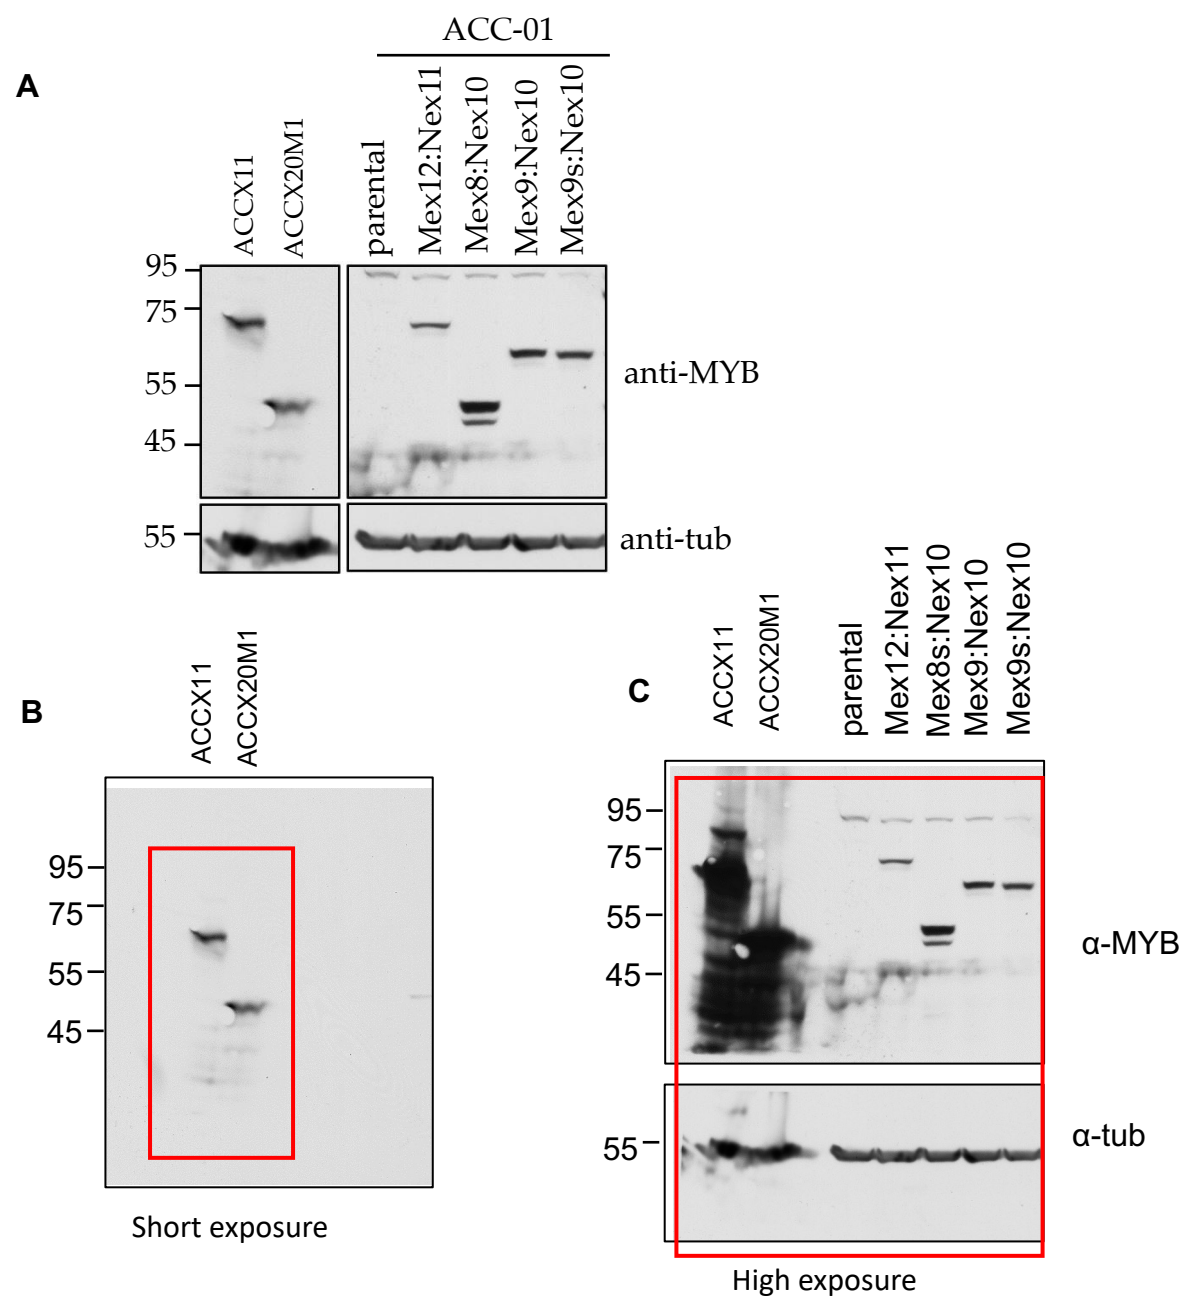 A
ACC-01
ACCX11
ACCX20M1
parental
Mex12:Nex11
Mex8:Nex10
Mex9:Nex10
Mex9s:Nex10
95
75
55
45
anti-MYB
55
anti-tub
B
ACCX11
ACCX20M1
95
75
55
45
Short exposure
C
ACCX11
ACCX20M1
parental
Mex12:Nex11
Mex8s:Nex10
Mex9:Nex10
Mex9s:Nex10
95
75
55
45
α-MYB
55
α-tub
High exposure